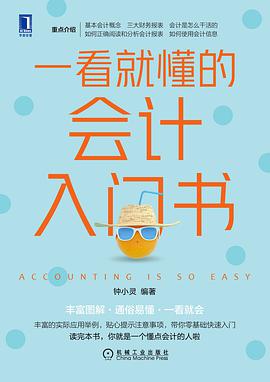 华章经管
重点介绍
基本会计概念 三大财务报表 会计是怎么干活的
如何正确阅读和分析会计报表 如何使用会计信息
一看就懂的
会计
入门书
ACCOUNTING IS SO EASY
钟小灵 编著
丰富图解·通俗易懂·一看就会
丰富的实际应用举例，贴心提示注意事项，带你零基础快速入门
读完本书，你就是一个懂点会计的人啦
机械工业出版社
China Machine Press